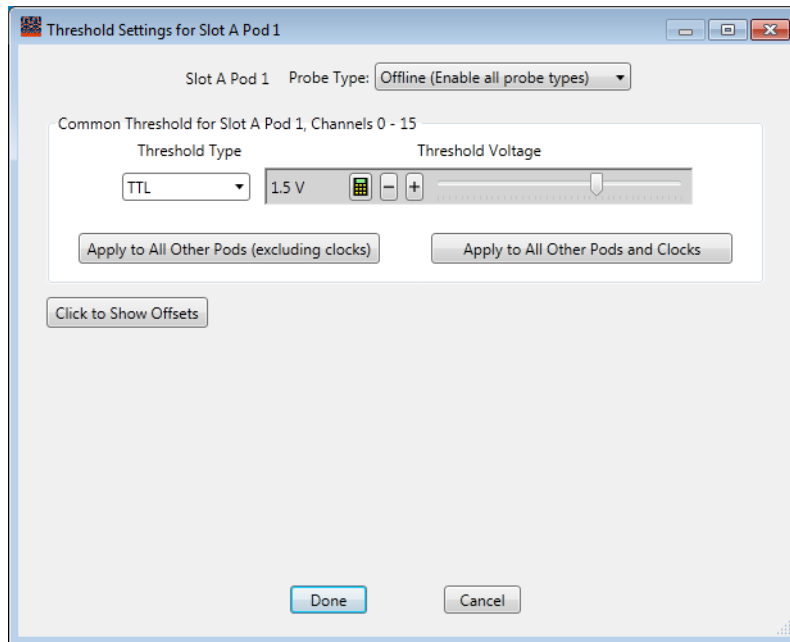 Threshold Settings for Slot A Pod 1
Slot A Pod 1 Probe Type: Offline (Enable all probe types)
Common Threshold for Slot A Pod 1, Channels 0 - 15
Threshold Type Threshold Voltage
TTL 1.5 V
Apply to All Other Pods (excluding clocks) Apply to All Other Pods and Clocks
Click to Show Offsets
Done Cancel